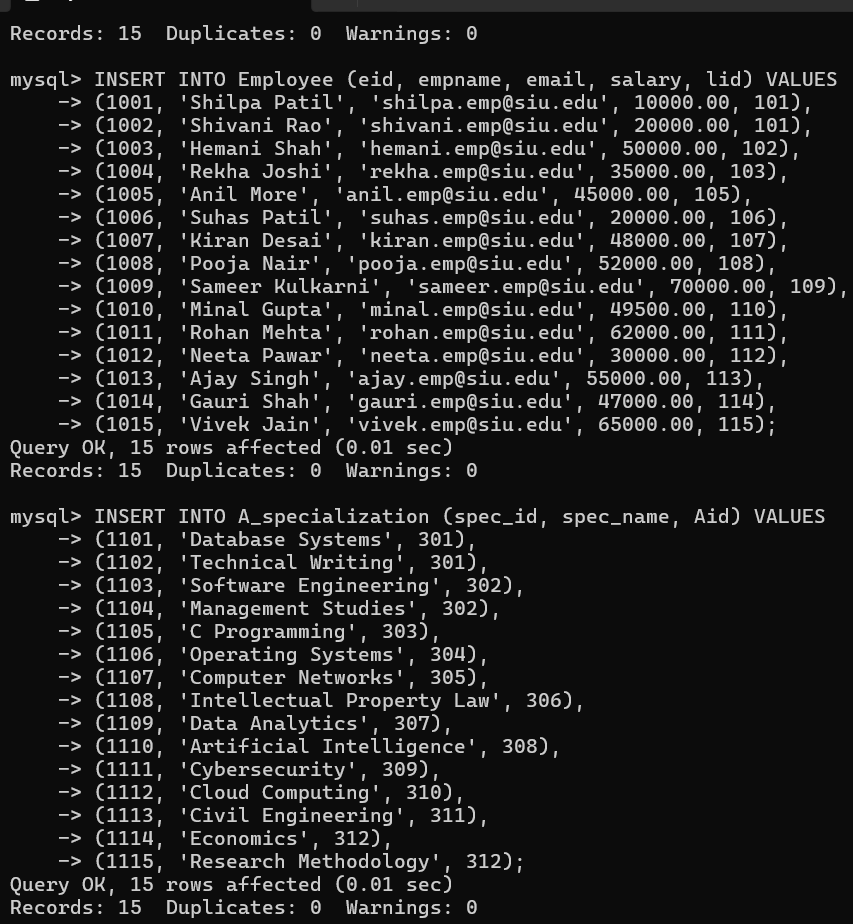 Records: 15  Duplicates: 0  Warnings: 0

mysql> INSERT INTO Employee (eid, empname, email, salary, lid) VALUES
    -> (1001, 'Shilpa Patil', 'shilpa.emp@siu.edu', 10000.00, 101),
    -> (1002, 'Shivani Rao', 'shivani.emp@siu.edu', 20000.00, 101),
    -> (1003, 'Hemani Shah', 'hemani.emp@siu.edu', 50000.00, 102),
    -> (1004, 'Rekha Joshi', 'rekha.emp@siu.edu', 35000.00, 103),
    -> (1005, 'Anil More', 'anil.emp@siu.edu', 45000.00, 105),
    -> (1006, 'Suhas Patil', 'suhas.emp@siu.edu', 20000.00, 106),
    -> (1007, 'Kiran Desai', 'kiran.emp@siu.edu', 48000.00, 107),
    -> (1008, 'Pooja Nair', 'pooja.emp@siu.edu', 52000.00, 108),
    -> (1009, 'Sameer Kulkarni', 'sameer.emp@siu.edu', 70000.00, 109),
    -> (1010, 'Minal Gupta', 'minal.emp@siu.edu', 49500.00, 110),
    -> (1011, 'Rohan Mehta', 'rohan.emp@siu.edu', 62000.00, 111),
    -> (1012, 'Neeta Pawar', 'neeta.emp@siu.edu', 30000.00, 112),
    -> (1013, 'Ajay Singh', 'ajay.emp@siu.edu', 55000.00, 113),
    -> (1014, 'Gauri Shah', 'gauri.emp@siu.edu', 47000.00, 114),
    -> (1015, 'Vivek Jain', 'vivek.emp@siu.edu', 65000.00, 115);
Query OK, 15 rows affected (0.01 sec)
Records: 15  Duplicates: 0  Warnings: 0

mysql> INSERT INTO A_specialization (spec_id, spec_name, Aid) VALUES
    -> (1101, 'Database Systems', 301),
    -> (1102, 'Technical Writing', 301),
    -> (1103, 'Software Engineering', 302),
    -> (1104, 'Management Studies', 302),
    -> (1105, 'C Programming', 303),
    -> (1106, 'Operating Systems', 304),
    -> (1107, 'Computer Networks', 305),
    -> (1108, 'Intellectual Property Law', 306),
    -> (1109, 'Data Analytics', 307),
    -> (1110, 'Artificial Intelligence', 308),
    -> (1111, 'Cybersecurity', 309),
    -> (1112, 'Cloud Computing', 310),
    -> (1113, 'Civil Engineering', 311),
    -> (1114, 'Economics', 312),
    -> (1115, 'Research Methodology', 312);
Query OK, 15 rows affected (0.01 sec)
Records: 15  Duplicates: 0  Warnings: 0